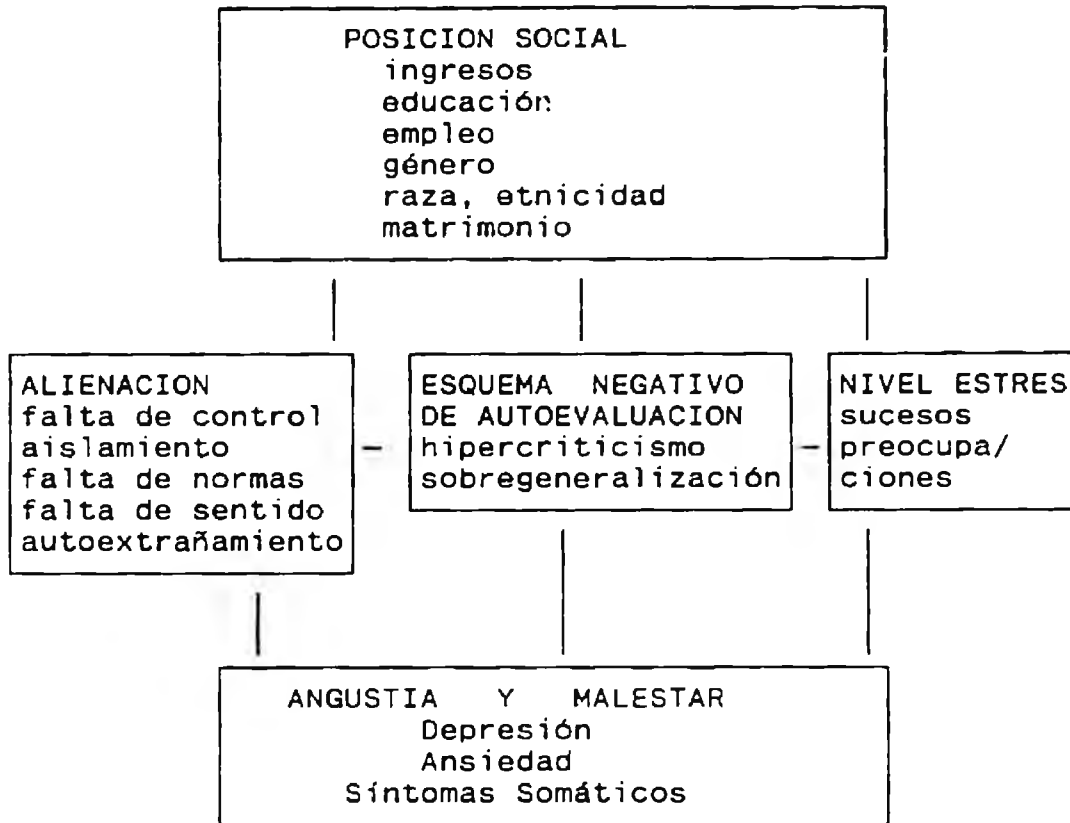 POSICION SOCIAL
ingresos
educación
empleo
género
raza, etnicidad
matrimonio
ALIENACION
falta de control
aislamiento
falta de normas
falta de sentido
autoextrañamiento
ESQUEMA NEGATIVO
DE AUTOEVALUACION
hipercriticismo
sobregeneralización
NIVEL ESTRES
sucesos
preocupa/
ciones
ANGUSTIA Y MALESTAR
Depresión
Ansiedad
Síntomas Somáticos